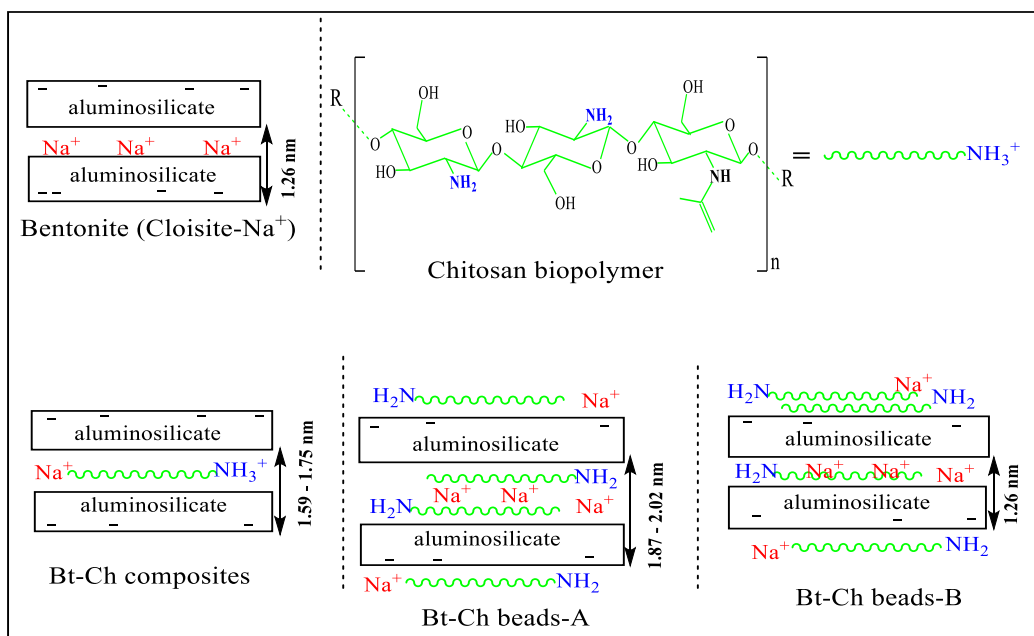 aluminosilicate
Na⁺ Na⁺ Na⁺
aluminosilicate
1.26 nm
Bentonite (Cloisite-Na⁺)
R
OH
O
HO
O
NH₂
O
HO
NH₂
O
OH
O
OH
O
HO
NH
O
R
n
= NH₃⁺
Chitosan biopolymer
aluminosilicate
Na⁺ NH₃⁺
aluminosilicate
1.59 - 1.75 nm
Bt-Ch composites
H₂N Na⁺
aluminosilicate
NH₂
Na⁺ Na⁺
H₂N Na⁺
aluminosilicate
Na⁺ NH₂
1.87 - 2.02 nm
Bt-Ch beads-A
Na⁺
H₂N NH₂
aluminosilicate
H₂N Na⁺ Na⁺ Na⁺
aluminosilicate
Na⁺ NH₂
1.26 nm
Bt-Ch beads-B